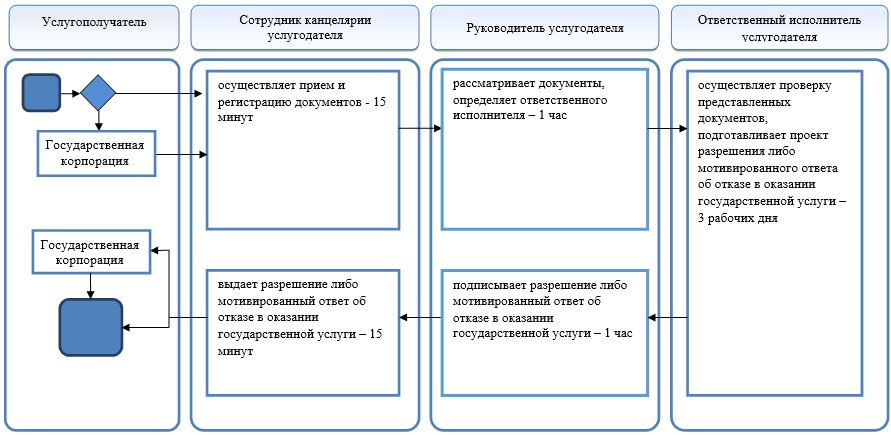 Услугополучатель
Сотрудник канцелярии
услугодателя
Руководитель услугодателя
Ответственный исполнитель
услугодателя
осуществляет прием и
регистрацию документов - 15
минут
Государственная
корпорация
рассматривает документы,
определяет ответственного
исполнителя – 1 час
осуществляет проверку
представленных
документов,
подготавливает проект
разрешения либо
мотивированного ответа
об отказе в оказании
государственной услуги –
3 рабочих дня
Государственная
корпорация
выдает разрешение либо
мотивированный ответ об
отказе в оказании
государственной услуги – 15
минут
подписывает разрешение либо
мотивированный ответ об
отказе в оказании
государственной услуги – 1 час